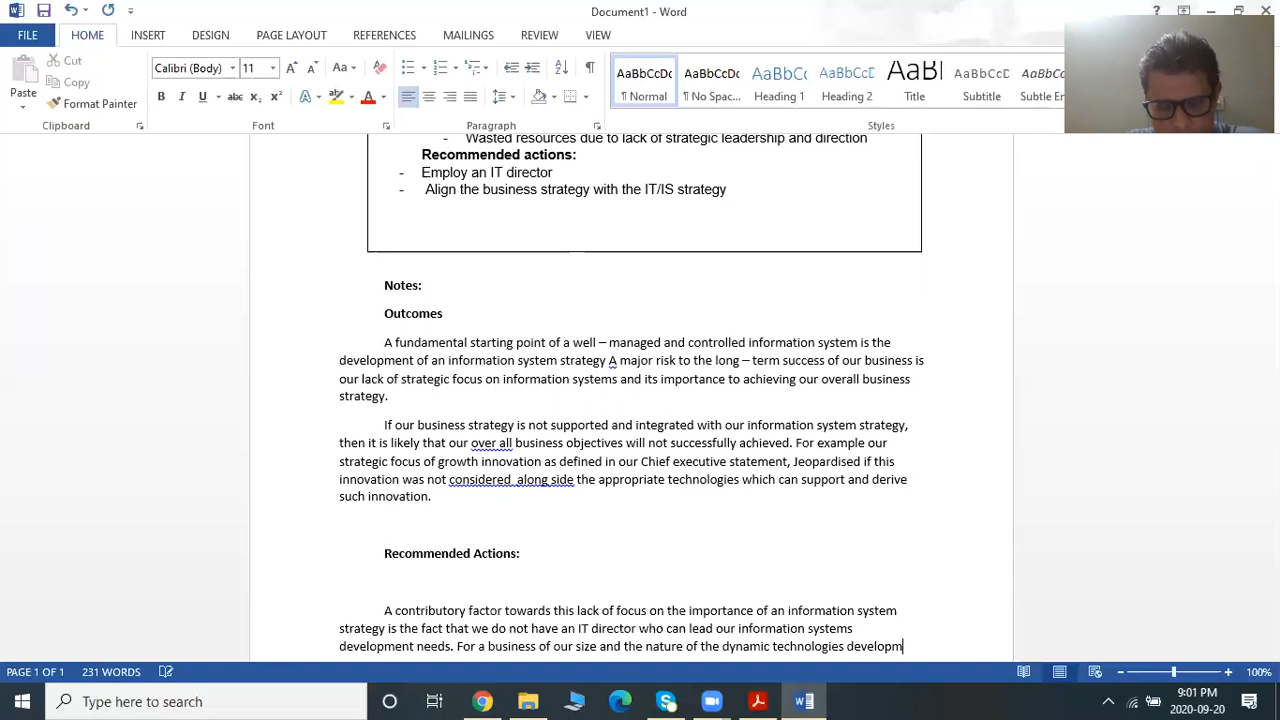 Document1 - Word
FILE HOME INSERT DESIGN PAGE LAYOUT REFERENCES MAILINGS REVIEW VIEW
Paste Cut
Copy
Format Painter
Calibri (Body) 11
AaBbCcDc AaBbCcDc AaBbCc AaBbCcD AaBl AaBbCcD AaBbCc
¶ Normal ¶ No Spac... Heading 1 Heading 2 Title Subtitle Subtle Em
Clipboard Font Paragraph Styles
- Wasted resources due to lack of strategic leadership and direction
Recommended actions:
- Employ an IT director
- Align the business strategy with the IT/IS strategy
Notes:
Outcomes
A fundamental starting point of a well – managed and controlled information system is the
development of an information system strategy A major risk to the long – term success of our business is
our lack of strategic focus on information systems and its importance to achieving our overall business
strategy.
If our business strategy is not supported and integrated with our information system strategy,
then it is likely that our over all business objectives will not successfully achieved. For example our
strategic focus of growth innovation as defined in our Chief executive statement, Jeopardised if this
innovation was not considered along side the appropriate technologies which can support and derive
such innovation.
Recommended Actions:
A contributory factor towards this lack of focus on the importance of an information system
strategy is the fact that we do not have an IT director who can lead our information systems
development needs. For a business of our size and the nature of the dynamic technologies developm
PAGE 1 OF 1 231 WORDS 100%
Type here to search
9:01 PM
2020-09-20